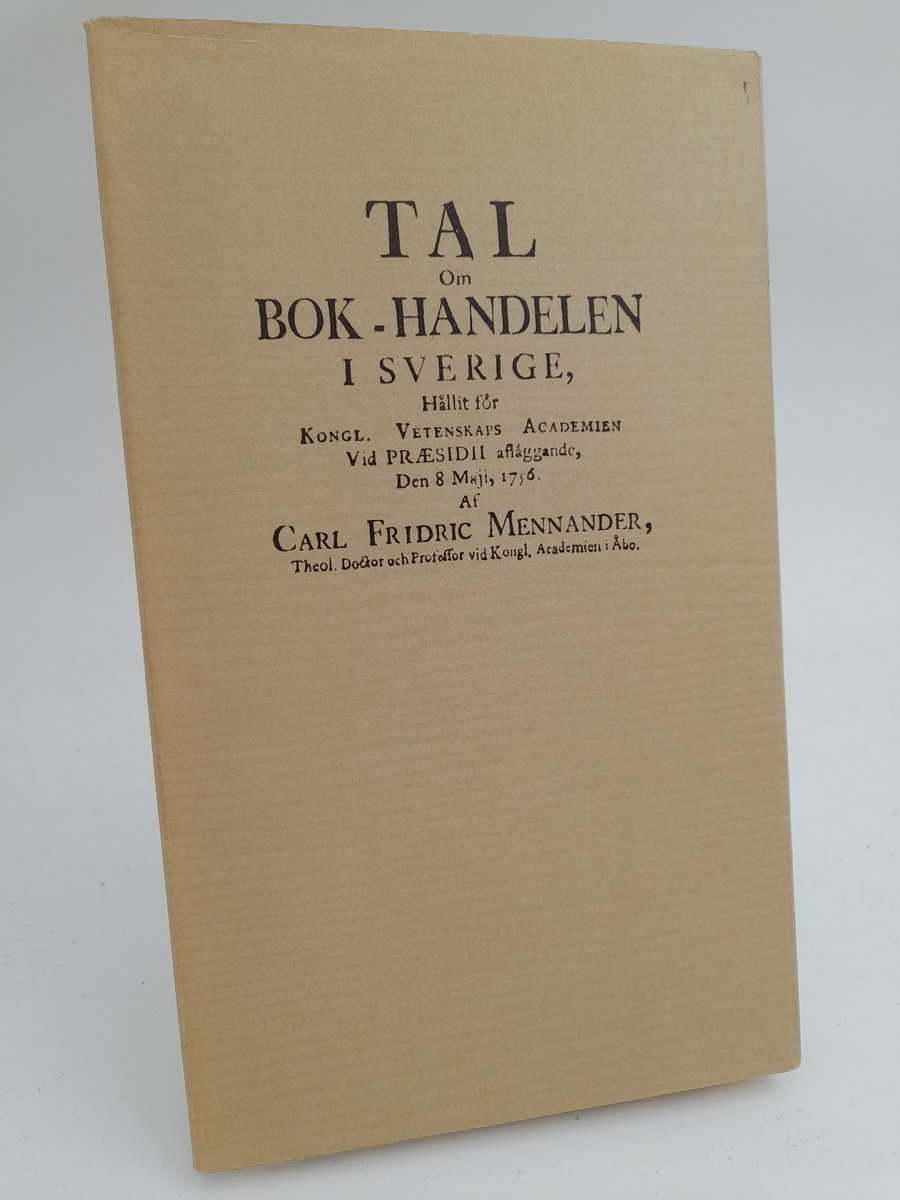 TAL
Om
BOK-HANDELEN
I SVERIGE,
Hållit för
KONGL. VETENSKAPS ACADEMIEN
Vid PRÆSIDII afläggande,
Den 8 Maji, 1756.
Af
CARL FRIDRIC MENNANDER,
Theol. Doctor och Professor vid Kongl. Academien i Åbo.